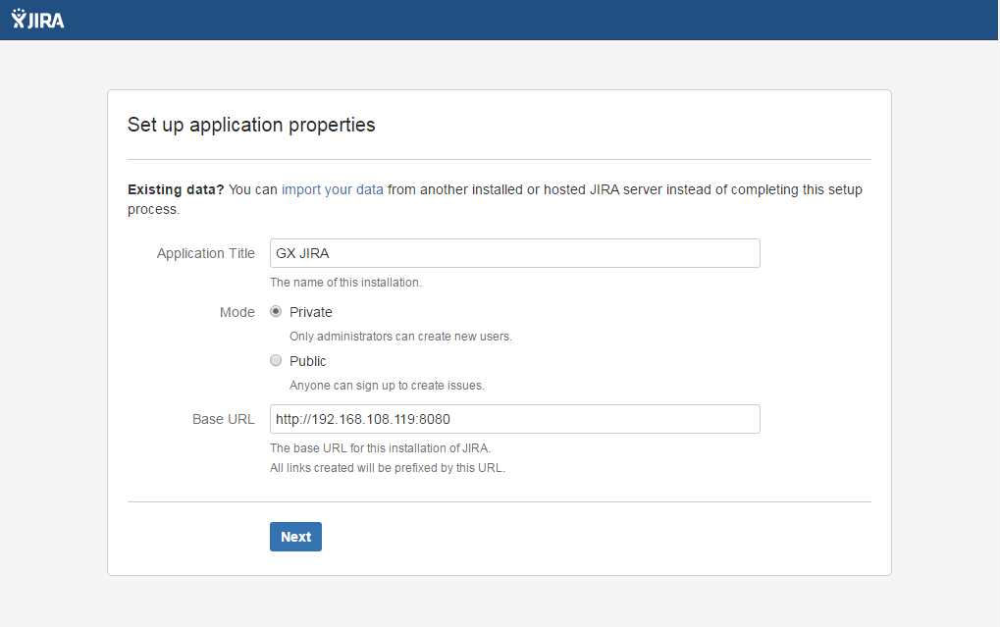 JIRA
Set up application properties
Existing data? You can import your data from another installed or hosted JIRA server instead of completing this setup
process.
Application Title GX JIRA
The name of this installation.
Mode Private
Only administrators can create new users.
Public
Anyone can sign up to create issues.
Base URL http://192.168.108.119:8080
The base URL for this installation of JIRA.
All links created will be prefixed by this URL.
Next